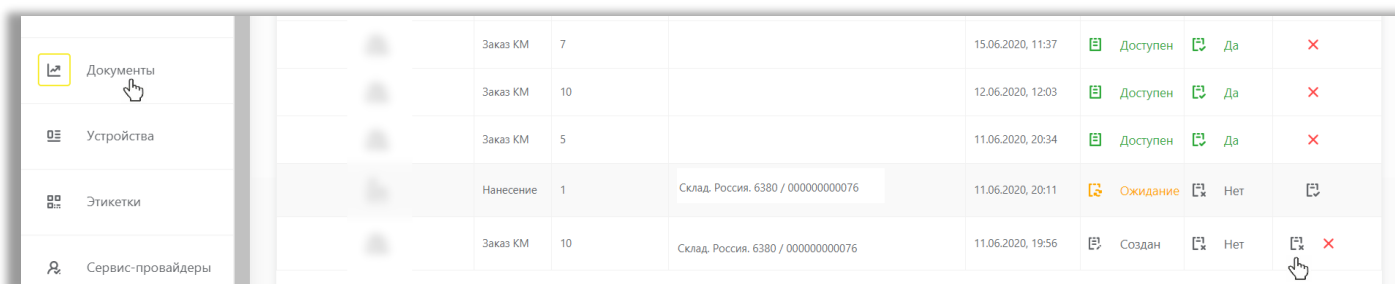 Документы
Устройства
Этикетки
Сервис-провайдеры
Заказ КМ 7 15.06.2020, 11:37 Доступен Да
Заказ КМ 10 12.06.2020, 12:03 Доступен Да
Заказ КМ 5 11.06.2020, 20:34 Доступен Да
Нанесение 1 Склад. Россия. 6380 / 000000000076 11.06.2020, 20:11 Ожидание Нет
Заказ КМ 10 Склад. Россия. 6380 / 000000000076 11.06.2020, 19:56 Создан Нет